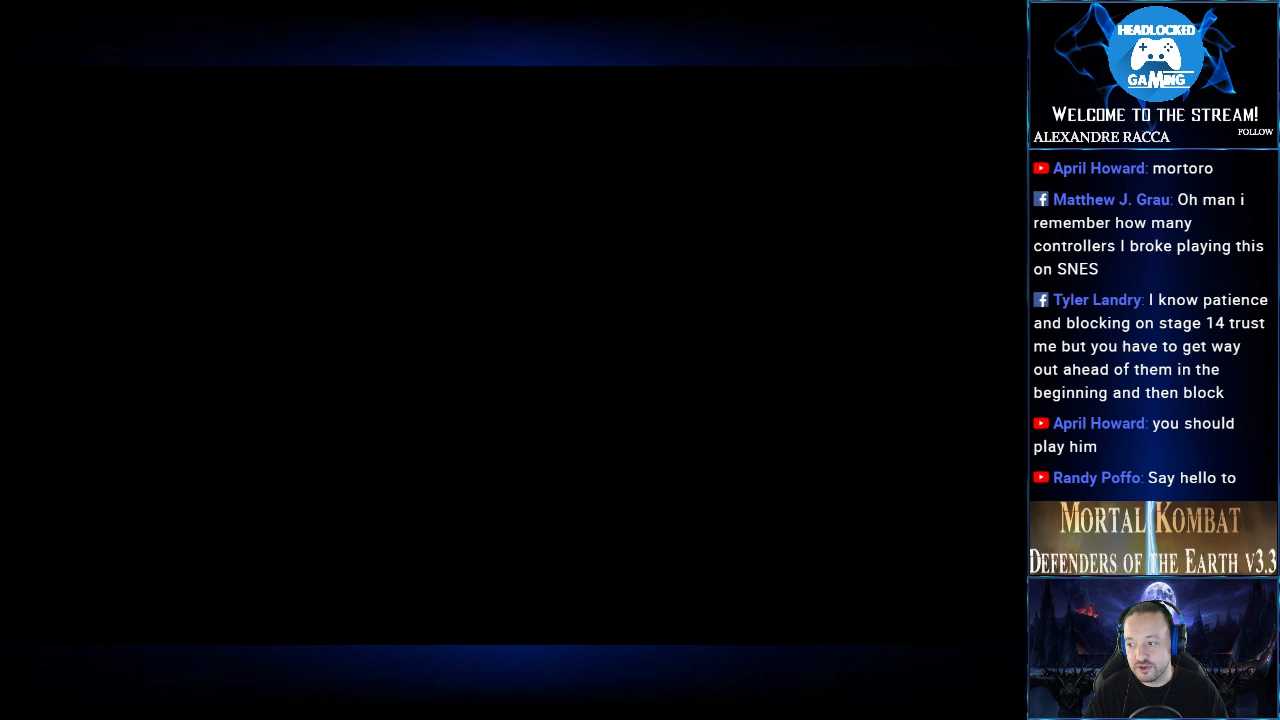 HEADLOCKED
GAMING
WELCOME TO THE STREAM!
FOLLOW
ALEXANDRE RACCA
April Howard: mortoro
Matthew J. Grau: Oh man i
remember how many
controllers I broke playing this
on SNES
Tyler Landry: I know patience
and blocking on stage 14 trust
me but you have to get way
out ahead of them in the
beginning and then block
April Howard: you should
play him
Randy Poffo: Say hello to
MORTAL KOMBAT
DEFENDERS OF THE EARTH V3.3